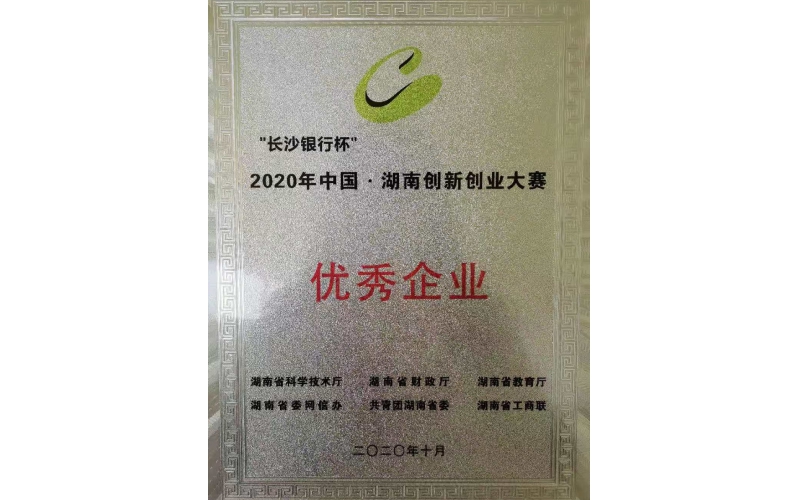 "长沙银行杯"
2020年中国·湖南创新创业大赛
优秀企业
湖南省科学技术厅 湖南省财政厅 湖南省教育厅
湖南省委网信办 共青团湖南省委 湖南省工商联
二〇二〇年十月